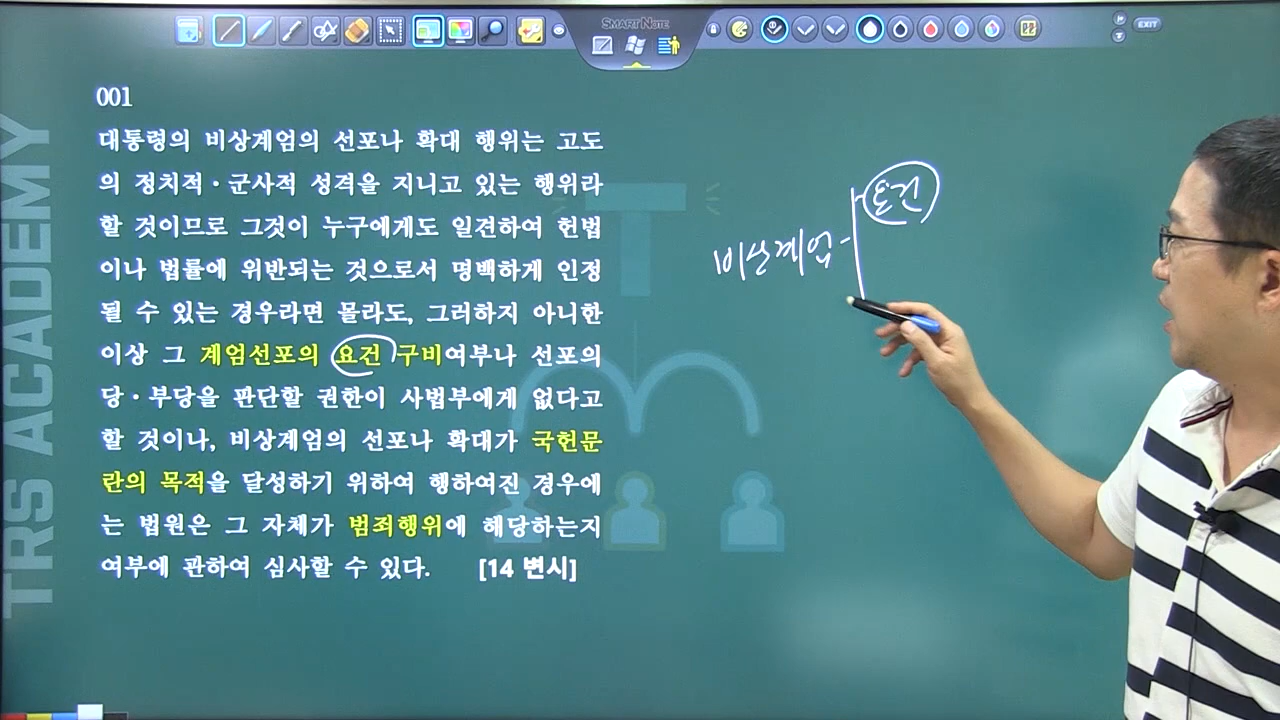 SMARTNOTE
EXIT
TRS ACADEMY
001
대통령의 비상계엄의 선포나 확대 행위는 고도
의 정치적·군사적 성격을 지니고 있는 행위라
할 것이므로 그것이 누구에게도 일견하여 헌법
이나 법률에 위반되는 것으로서 명백하게 인정
될 수 있는 경우라면 몰라도, 그러하지 아니한
이상 그 계엄선포의 요건 구비여부나 선포의
당·부당을 판단할 권한이 사법부에게 없다고
할 것이나, 비상계엄의 선포나 확대가 국헌문
란의 목적을 달성하기 위하여 행하여진 경우에
는 법원은 그 자체가 범죄행위에 해당하는지
여부에 관하여 심사할 수 있다. [14 변시]
요건
비상계엄